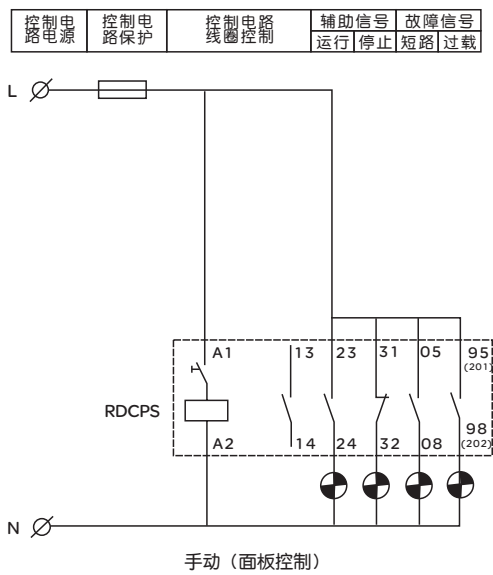 控制电
路电源
控制电
路保护
控制电路
线圈控制
辅助信号
故障信号
运行
停止
短路
过载
L
A1
13
23
31
05
95
(201)
RDCPS
A2
14
24
32
08
98
(202)
N
手动（面板控制）